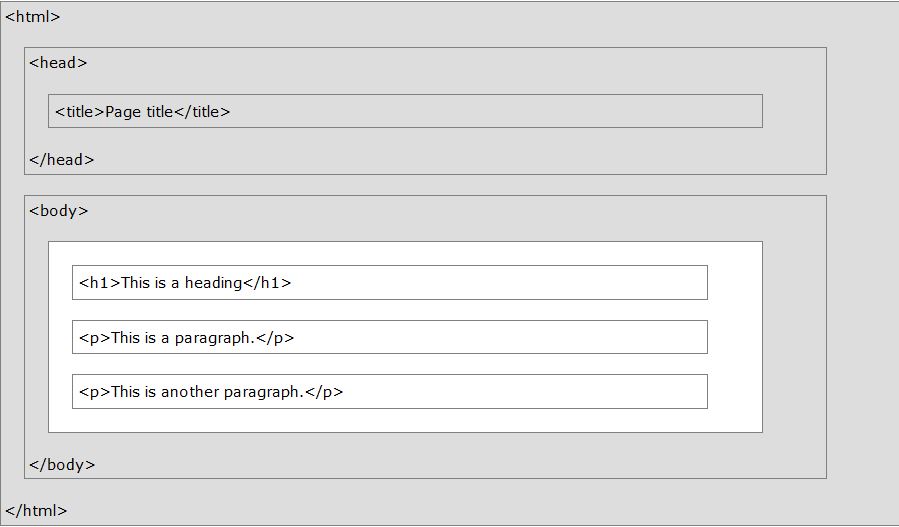 <html>
<head>
<title>Page title</title>
</head>
<body>
<h1>This is a heading</h1>
<p>This is a paragraph.</p>
<p>This is another paragraph.</p>
</body>
</html>